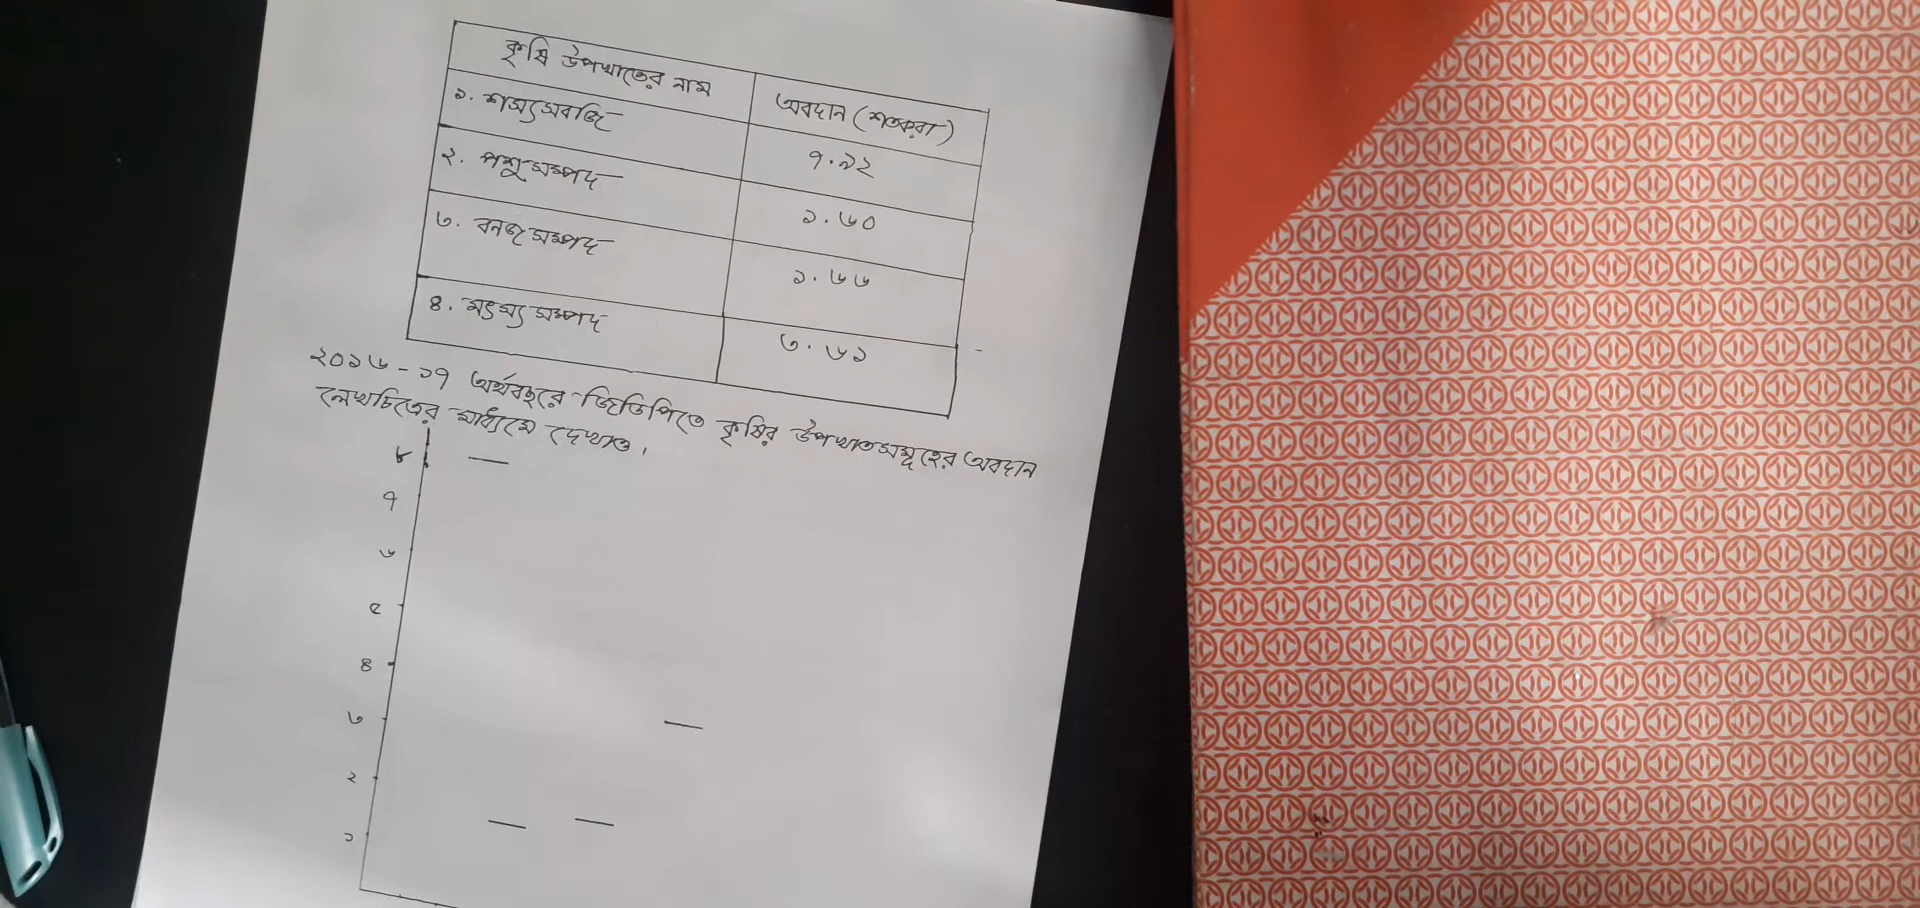 কৃষি উপখাতের নাম
অবদান (শতকরা)
১. শস্যসবজি
৭.৯২
২. পশুসম্পদ
১.৬০
৩. বনজসম্পদ
১.৬৬
৪. মৎস্যসম্পদ
৩.৬১
২০১৬-১৭ অর্থবছরে জিডিপিতে কৃষির উপখাতসমূহের অবদান
লেখচিত্রের মাধ্যমে দেখাও।
৮
৭
৬
৫
৪
৩
২
১